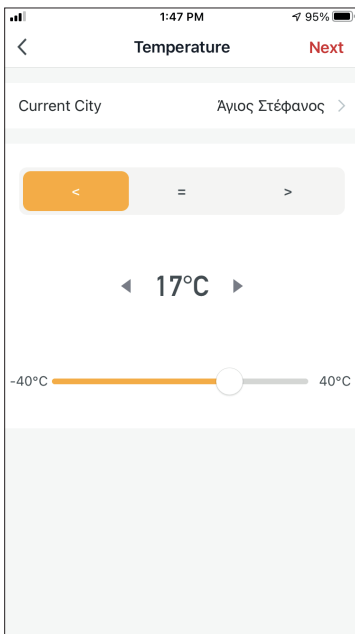 1:47 PM 95%
Temperature Next
Current City Άγιος Στέφανος
< = >
17°C
-40°C 40°C